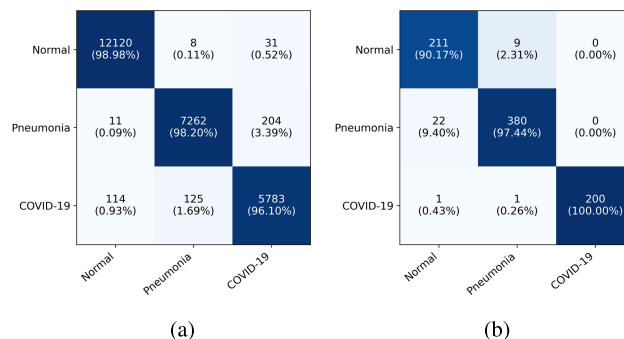 Normal
12120
(98.98%)
8
(0.11%)
31
(0.52%)
Pneumonia
11
(0.09%)
7262
(98.20%)
204
(3.39%)
COVID-19
114
(0.93%)
125
(1.69%)
5783
(96.10%)
Normal
Pneumonia
COVID-19
(a)
Normal
211
(90.17%)
9
(2.31%)
0
(0.00%)
Pneumonia
22
(9.40%)
380
(97.44%)
0
(0.00%)
COVID-19
1
(0.43%)
1
(0.26%)
200
(100.00%)
Normal
Pneumonia
COVID-19
(b)